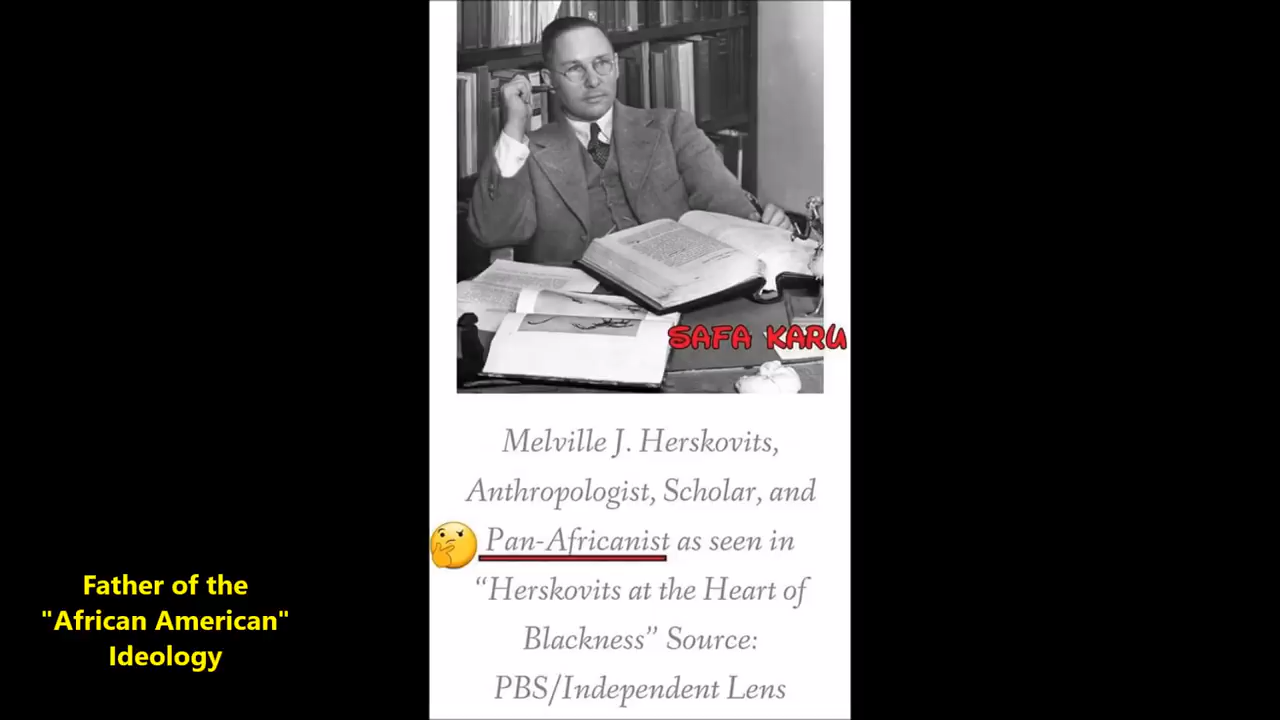 SAFA KARU
Melville J. Herskovits,
Anthropologist, Scholar, and
Pan-Africanist as seen in
“Herskovits at the Heart of
Blackness” Source:
PBS/Independent Lens
Father of the
"African American"
Ideology